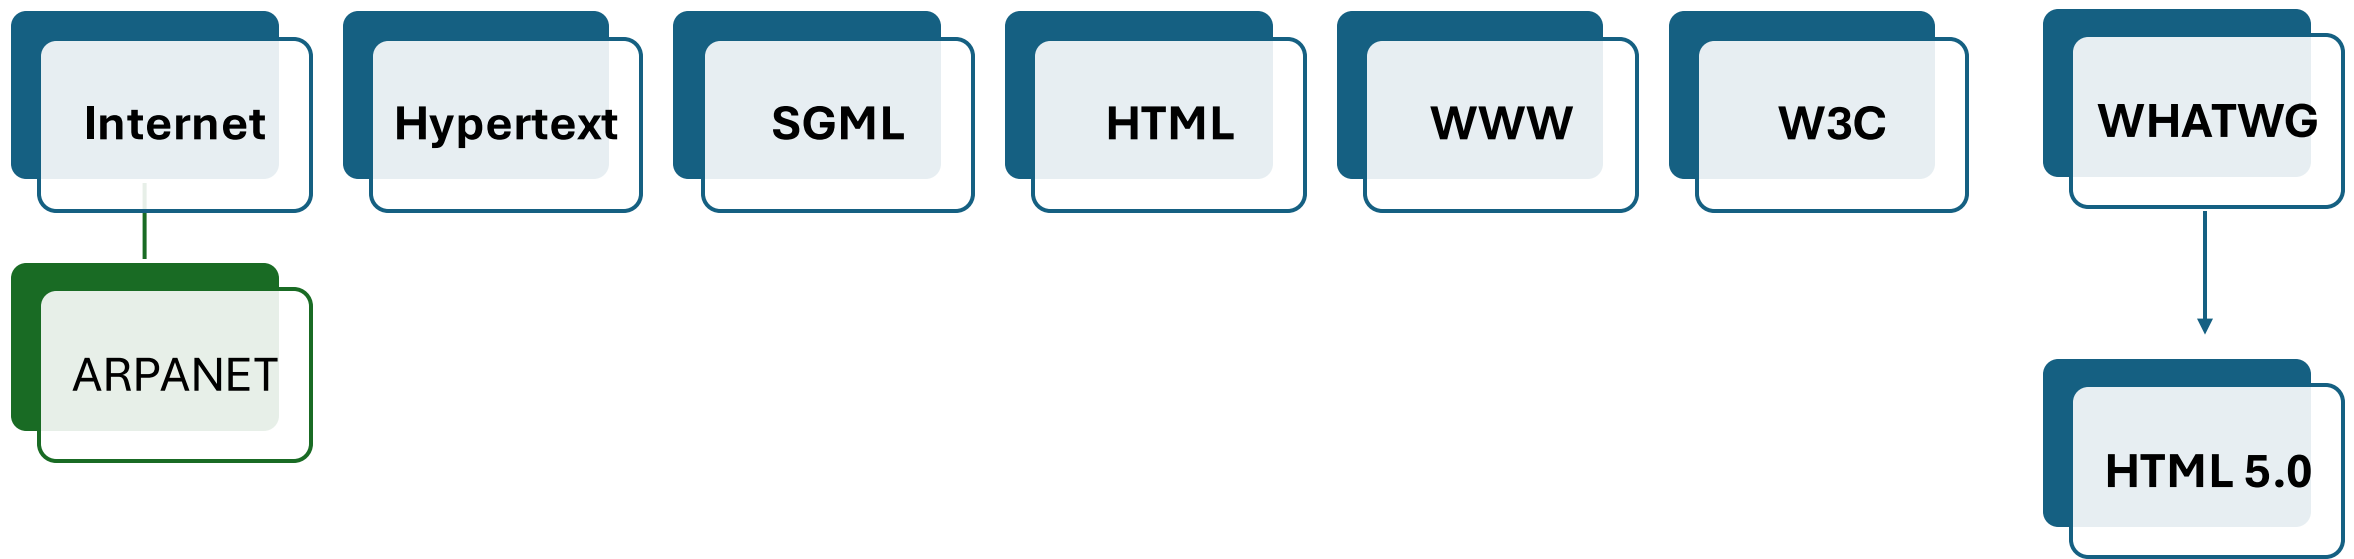 Internet
Hypertext
SGML
HTML
WWW
W3C
WHATWG
ARPANET
HTML 5.0